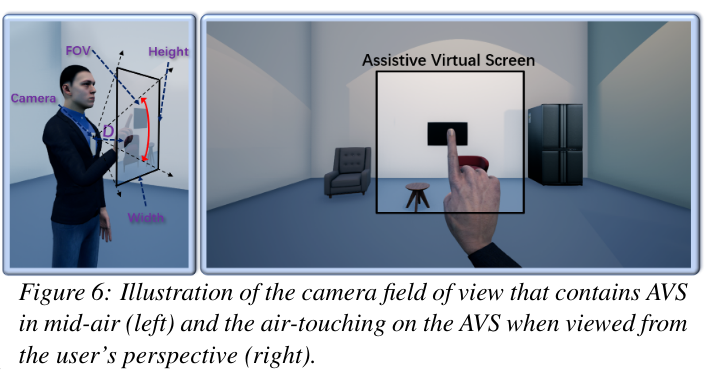 FOV
Height
Camera
D
Width
Assistive Virtual Screen
Figure 6: Illustration of the camera field of view that contains AVS
in mid-air (left) and the air-touching on the AVS when viewed from
the user's perspective (right).